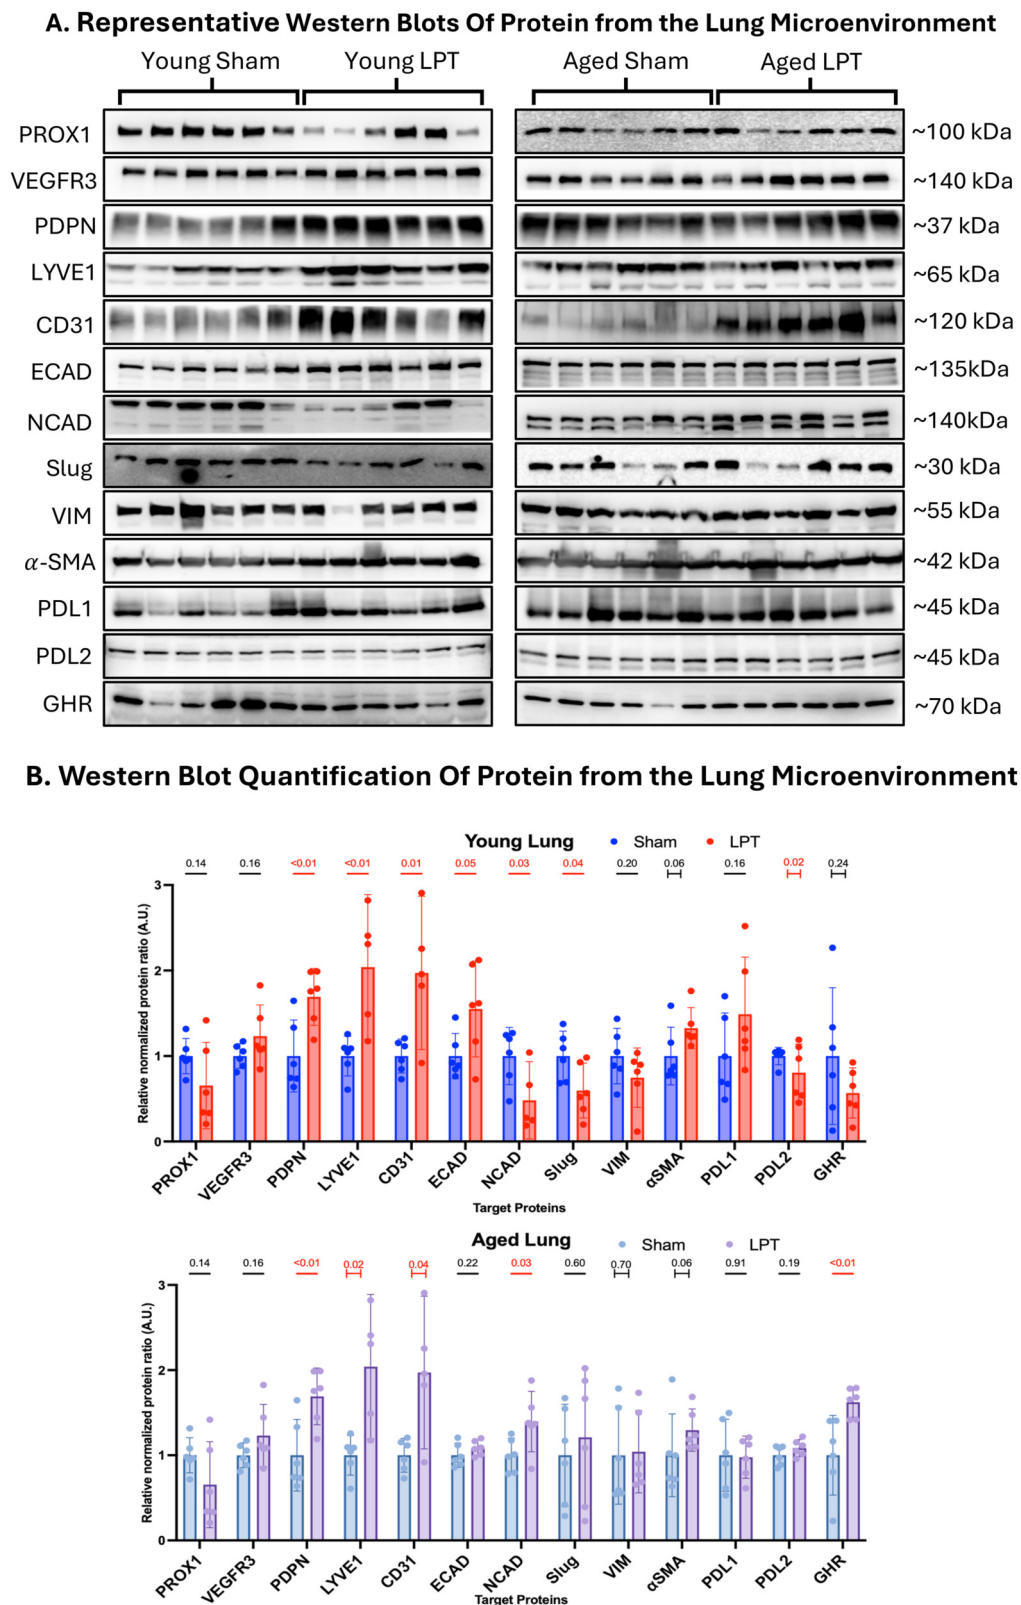 A. Representative Western Blots Of Protein from the Lung Microenvironment
Young Sham Young LPT Aged Sham Aged LPT
PROX1 ~100 kDa
VEGFR3 ~140 kDa
PDPN ~37 kDa
LYVE1 ~65 kDa
CD31 ~120 kDa
ECAD ~135kDa
NCAD ~140kDa
Slug ~30 kDa
VIM ~55 kDa
α-SMA ~42 kDa
PDL1 ~45 kDa
PDL2 ~45 kDa
GHR ~70 kDa
B. Western Blot Quantification Of Protein from the Lung Microenvironment
Young Lung Sham LPT
0.14 0.16 <0.01 <0.01 0.01 0.05 0.03 0.04 0.20 0.06 0.16 0.02 0.24
Relative normalized protein ratio (A.U.)
3
2
1
0
PROX1 VEGFR3 PDPN LYVE1 CD31 ECAD NCAD Slug VIM αSMA PDL1 PDL2 GHR
Target Proteins
Aged Lung Sham LPT
0.14 0.16 <0.01 0.02 0.04 0.22 0.03 0.60 0.70 0.06 0.91 0.19 <0.01
Relative normalized protein ratio (A.U.)
3
2
1
0
PROX1 VEGFR3 PDPN LYVE1 CD31 ECAD NCAD Slug VIM αSMA PDL1 PDL2 GHR
Target Proteins